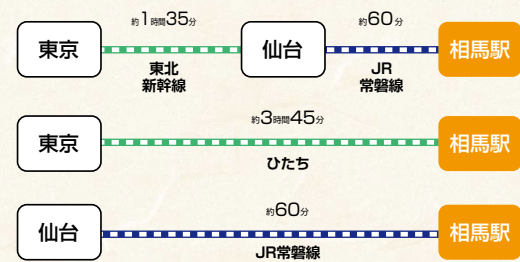 約1時間35分
約60分
東京
仙台
相馬駅
東北
新幹線
JR
常磐線
約3時間45分
東京
相馬駅
ひたち
約60分
仙台
相馬駅
JR常磐線